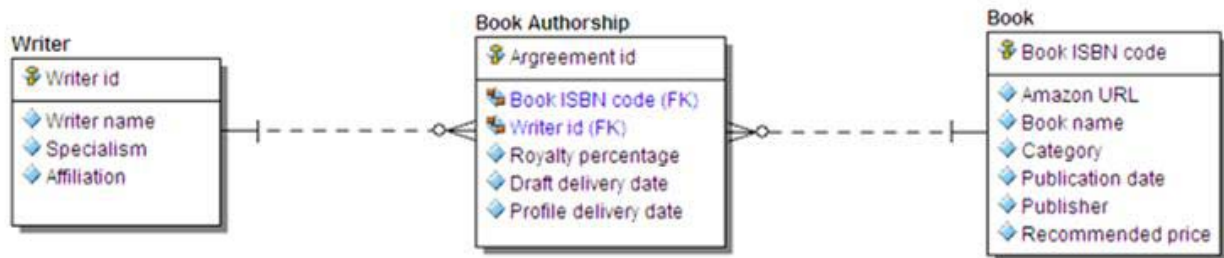 Writer
Writer id
Writer name
Specialism
Affiliation
Book Authorship
Argreement id
Book ISBN code (FK)
Writer id (FK)
Royalty percentage
Draft delivery date
Profile delivery date
Book
Book ISBN code
Amazon URL
Book name
Category
Publication date
Publisher
Recommended price